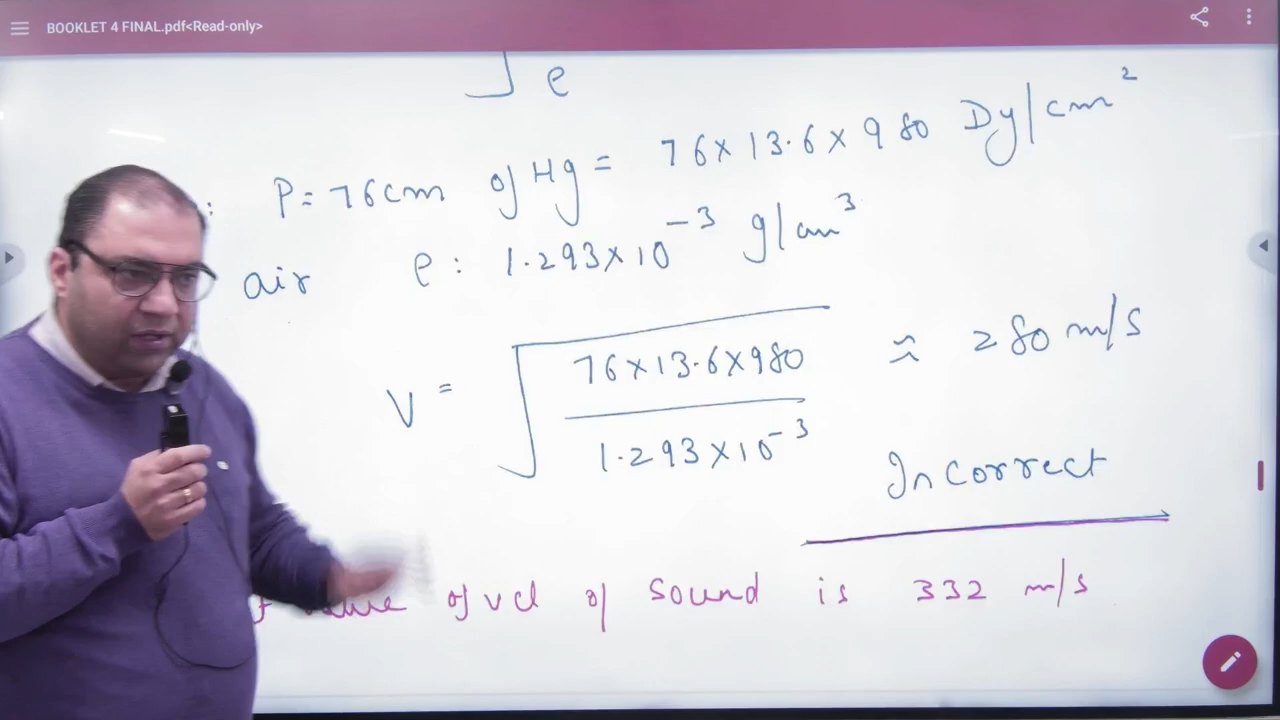 BOOKLET 4 FINAL.pdf<Read-only>
√ρ
: P = 76 cm of Hg = 76 × 13.6 × 980 Dy/cm²
air ρ : 1.293 × 10⁻³ g/cm³
V = √(76 × 13.6 × 980 / 1.293 × 10⁻³) ≈ 280 m/s
InCorrect
of vel of sound is 332 m/s